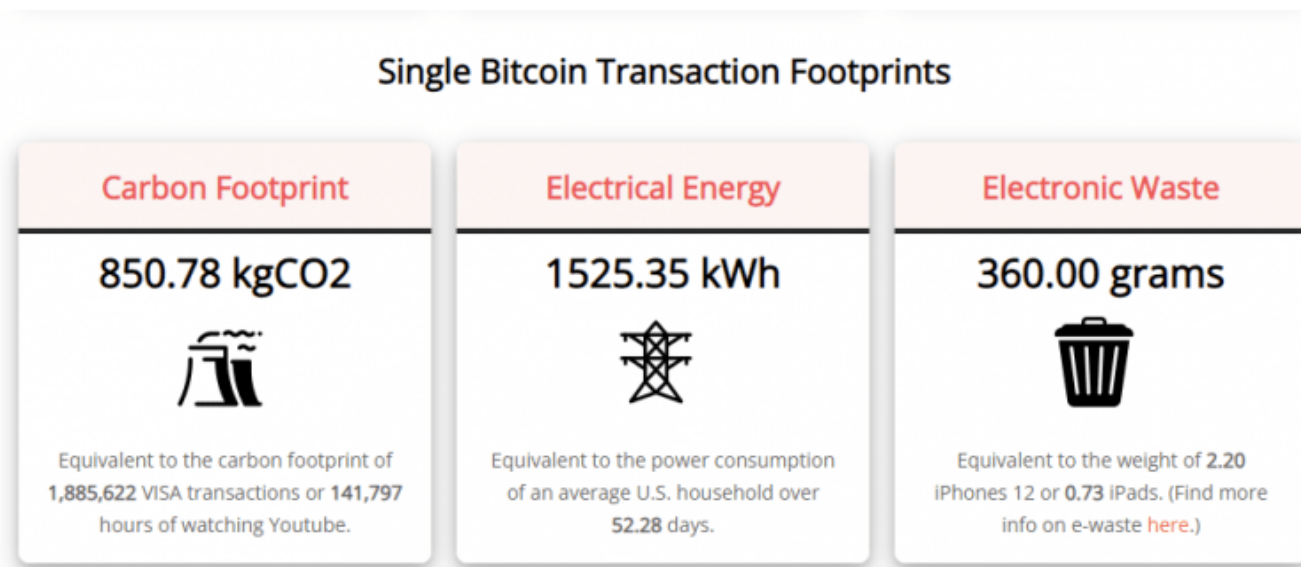 Single Bitcoin Transaction Footprints
Carbon Footprint
850.78 kgCO2
Equivalent to the carbon footprint of
1,885,622 VISA transactions or 141,797
hours of watching Youtube.
Electrical Energy
1525.35 kWh
Equivalent to the power consumption
of an average U.S. household over
52.28 days.
Electronic Waste
360.00 grams
Equivalent to the weight of 2.20
iPhones 12 or 0.73 iPads. (Find more
info on e-waste here.)